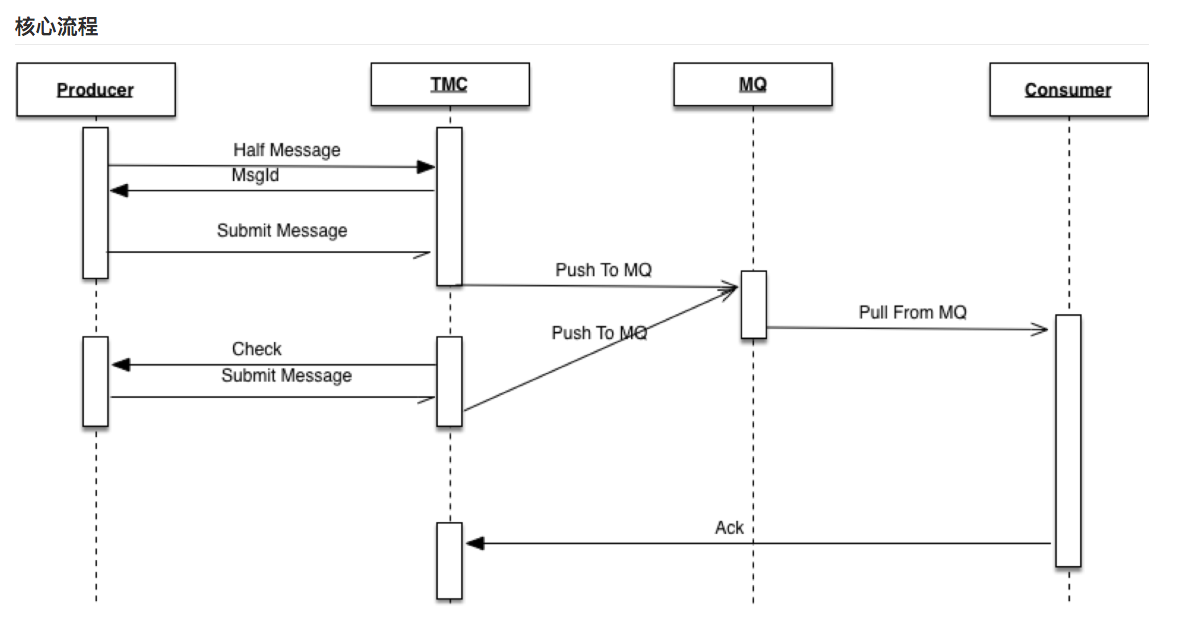 核心流程
Producer
TMC
MQ
Consumer
Half Message
MsgId
Submit Message
Push To MQ
Pull From MQ
Push To MQ
Check
Submit Message
Ack